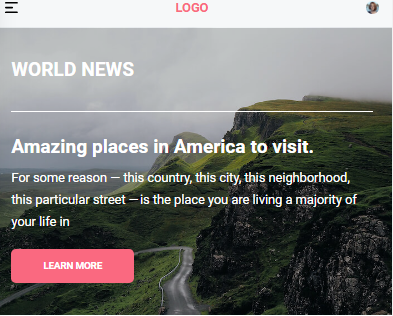 LOGO
WORLD NEWS
Amazing places in America to visit.
For some reason — this country, this city, this neighborhood,
this particular street — is the place you are living a majority of
your life in
LEARN MORE